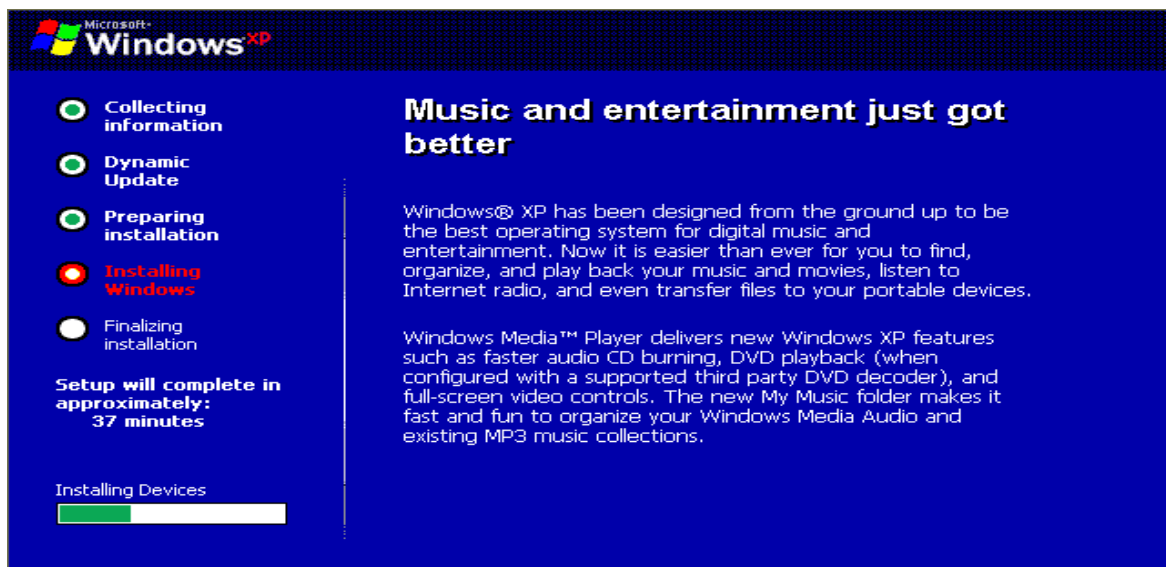 Microsoft®
Windows xp
Collecting
information
Dynamic
Update
Preparing
installation
Installing
Windows
Finalizing
installation
Setup will complete in
approximately:
37 minutes
Installing Devices
Music and entertainment just got
better
Windows® XP has been designed from the ground up to be
the best operating system for digital music and
entertainment. Now it is easier than ever for you to find,
organize, and play back your music and movies, listen to
Internet radio, and even transfer files to your portable devices.
Windows Media™ Player delivers new Windows XP features
such as faster audio CD burning, DVD playback (when
configured with a supported third party DVD decoder), and
full-screen video controls. The new My Music folder makes it
fast and fun to organize your Windows Media Audio and
existing MP3 music collections.